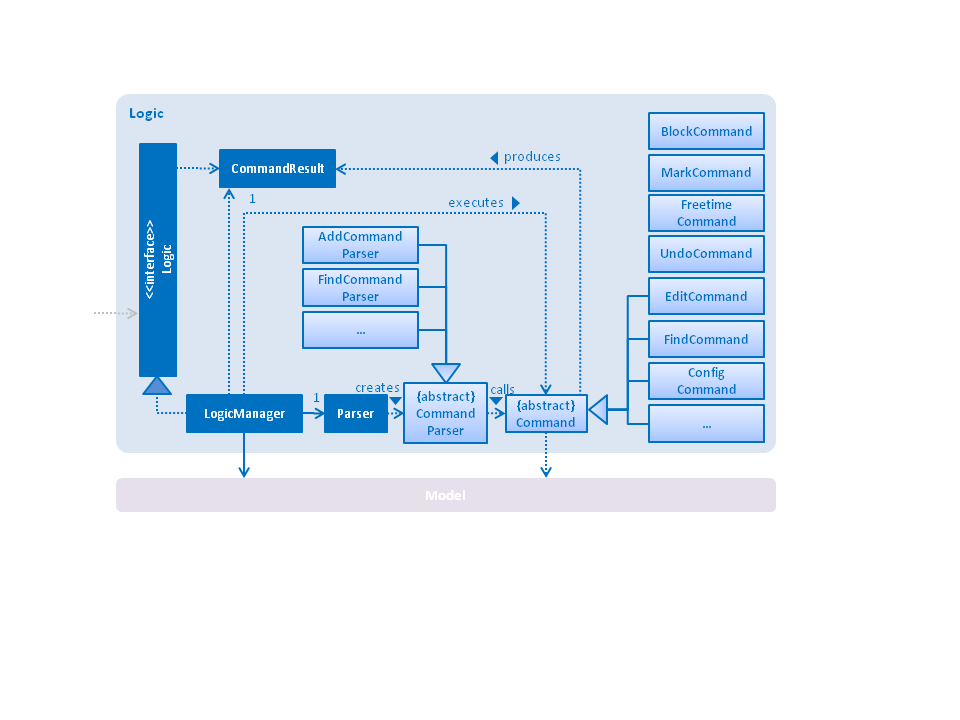 Logic
BlockCommand
produces
MarkCommand
CommandResult
1
executes
Freetime
Command
<<interface>>
Logic
AddCommand
Parser
UndoCommand
FindCommand
Parser
EditCommand
...
FindCommand
Config
Command
creates
calls
LogicManager
1
Parser
{abstract}
Command
Parser
{abstract}
Command
...
Model